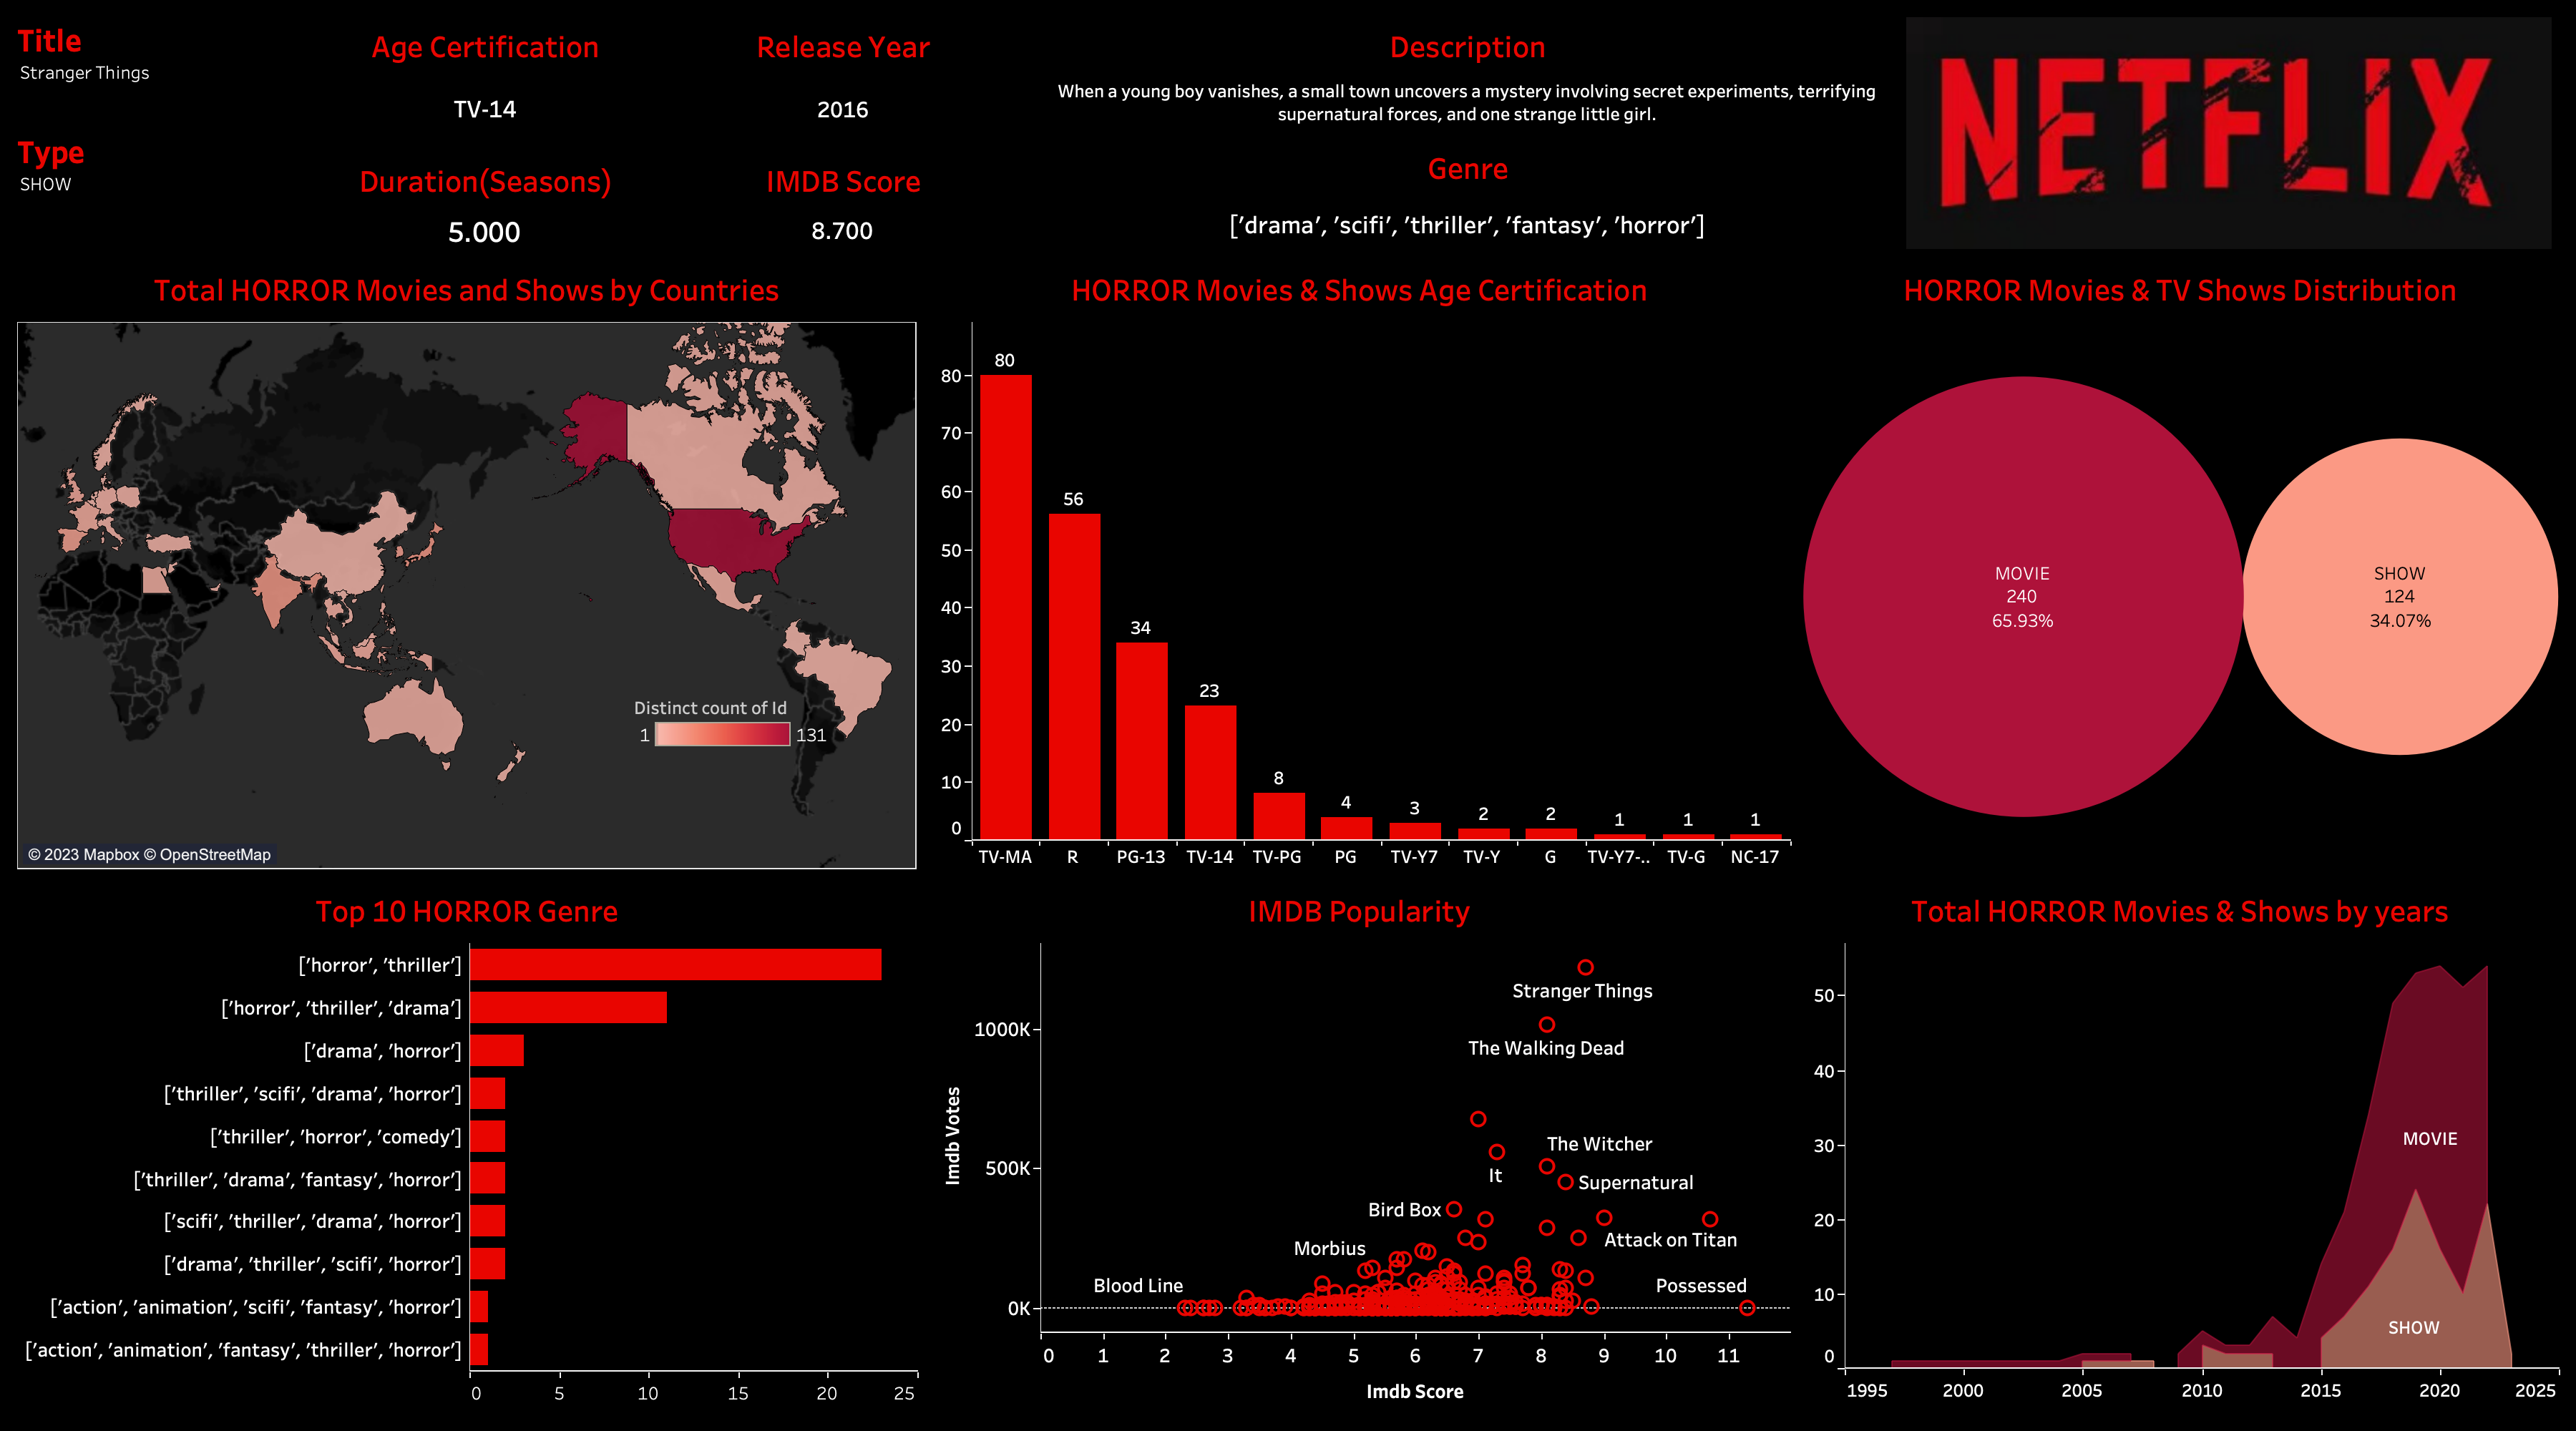 Title
Stranger Things
Type
SHOW
Age Certification
TV-14
Duration(Seasons)
5.000
Release Year
2016
IMDB Score
8.700
Description
When a young boy vanishes, a small town uncovers a mystery involving secret experiments, terrifying
supernatural forces, and one strange little girl.
Genre
['drama', 'scifi', 'thriller', 'fantasy', 'horror']
NETFLIX
Total HORROR Movies and Shows by Countries
Distinct count of Id
1 131
© 2023 Mapbox © OpenStreetMap
HORROR Movies & Shows Age Certification
80
70
60
50
40
30
20
10
0
80
56
34
23
8
4
3
2
2
1
1
1
TV-MA R PG-13 TV-14 TV-PG PG TV-Y7 TV-Y G TV-Y7-.. TV-G NC-17
HORROR Movies & TV Shows Distribution
MOVIE
240
65.93%
SHOW
124
34.07%
Top 10 HORROR Genre
['horror', 'thriller']
['horror', 'thriller', 'drama']
['drama', 'horror']
['thriller', 'scifi', 'drama', 'horror']
['thriller', 'horror', 'comedy']
['thriller', 'drama', 'fantasy', 'horror']
['scifi', 'thriller', 'drama', 'horror']
['drama', 'thriller', 'scifi', 'horror']
['action', 'animation', 'scifi', 'fantasy', 'horror']
['action', 'animation', 'fantasy', 'thriller', 'horror']
0 5 10 15 20 25
IMDB Popularity
Imdb Votes
1000K
500K
0K
Stranger Things
The Walking Dead
The Witcher
It
Supernatural
Bird Box
Attack on Titan
Morbius
Blood Line
Possessed
0 1 2 3 4 5 6 7 8 9 10 11
Imdb Score
Total HORROR Movies & Shows by years
50
40
30
20
10
0
MOVIE
SHOW
1995 2000 2005 2010 2015 2020 2025